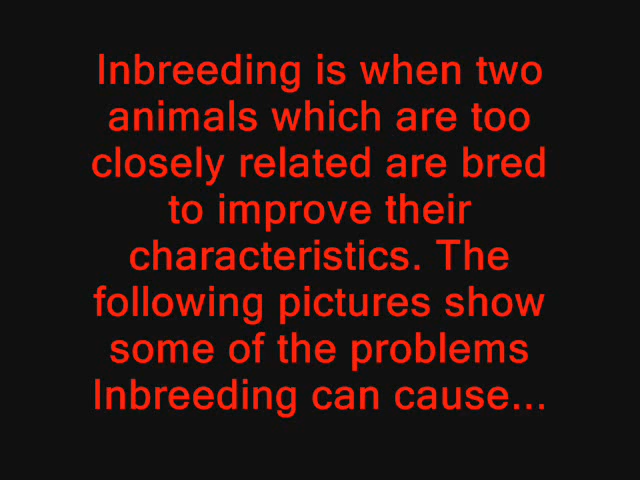 Inbreeding is when two
animals which are too
closely related are bred
to improve their
characteristics. The
following pictures show
some of the problems
Inbreeding can cause...